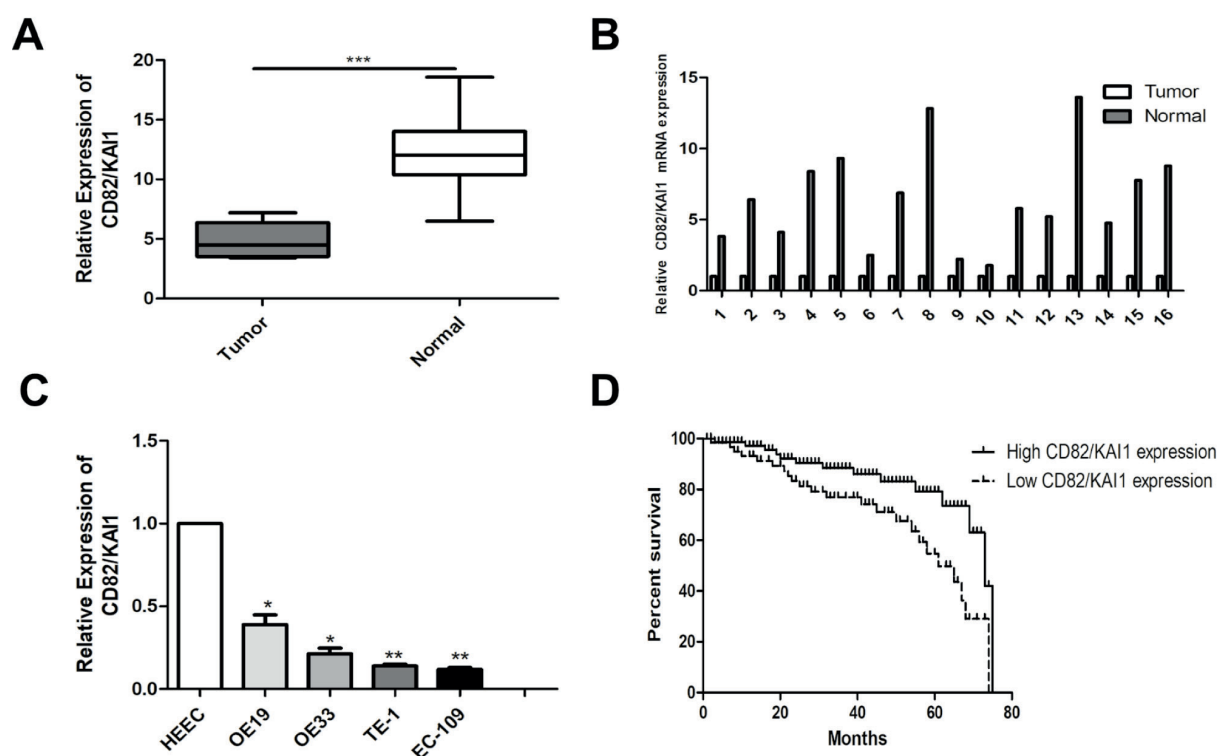 A
Relative Expression of
CD82/KAI1
20
15
10
5
0
***
Tumor
Normal
B
Relative CD82/KAI1 mRNA expression
15
10
5
0
Tumor
Normal
1 2 3 4 5 6 7 8 9 10 11 12 13 14 15 16
C
Relative Expression of
CD82/KAI1
1.5
1.0
0.5
0.0
*
*
**
**
HEEC
OE19
OE33
TE-1
EC-109
D
Percent survival
100
80
60
40
20
0
High CD82/KAI1 expression
Low CD82/KAI1 expression
0 20 40 60 80
Months